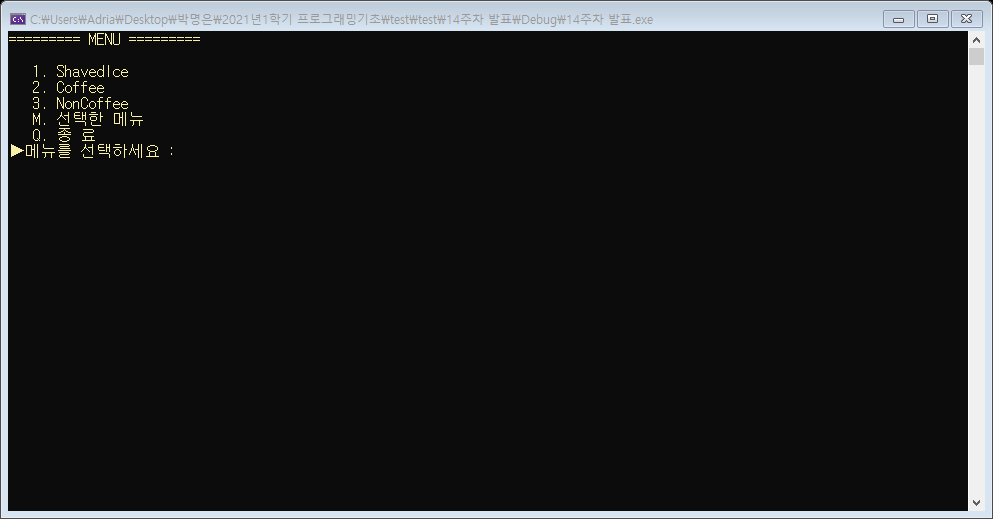 C:\Users\Adria\Desktop\박명은\2021년1학기 프로그래밍기초\test\test\14주차 발표\Debug\14주차 발표.exe
========= MENU =========
1. ShavedIce
2. Coffee
3. NonCoffee
M. 선택한 메뉴
Q. 종 료
▶메뉴를 선택하세요 :